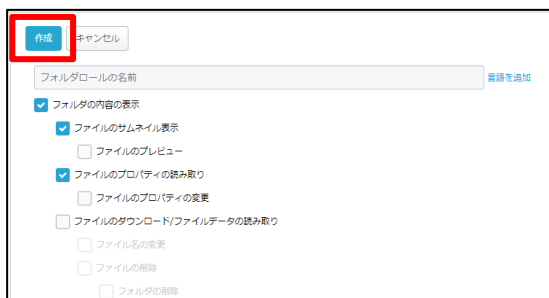 作成 キャンセル
フォルダロールの名前 言語を追加
フォルダの内容の表示
ファイルのサムネイル表示
ファイルのプレビュー
ファイルのプロパティの読み取り
ファイルのプロパティの変更
ファイルのダウンロード/ファイルデータの読み取り
ファイル名の変更
ファイルの削除
フォルダの削除